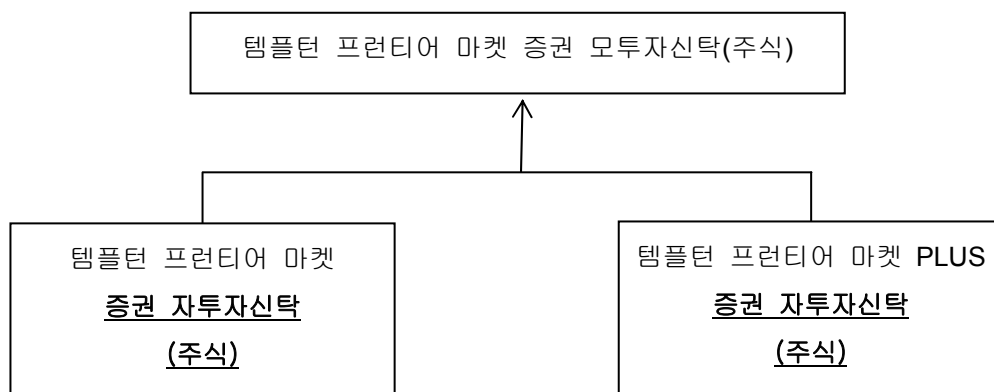 템플턴 프런티어 마켓 증권 모투자신탁(주식)
템플턴 프런티어 마켓
증권 자투자신탁
(주식)
템플턴 프런티어 마켓 PLUS
증권 자투자신탁
(주식)